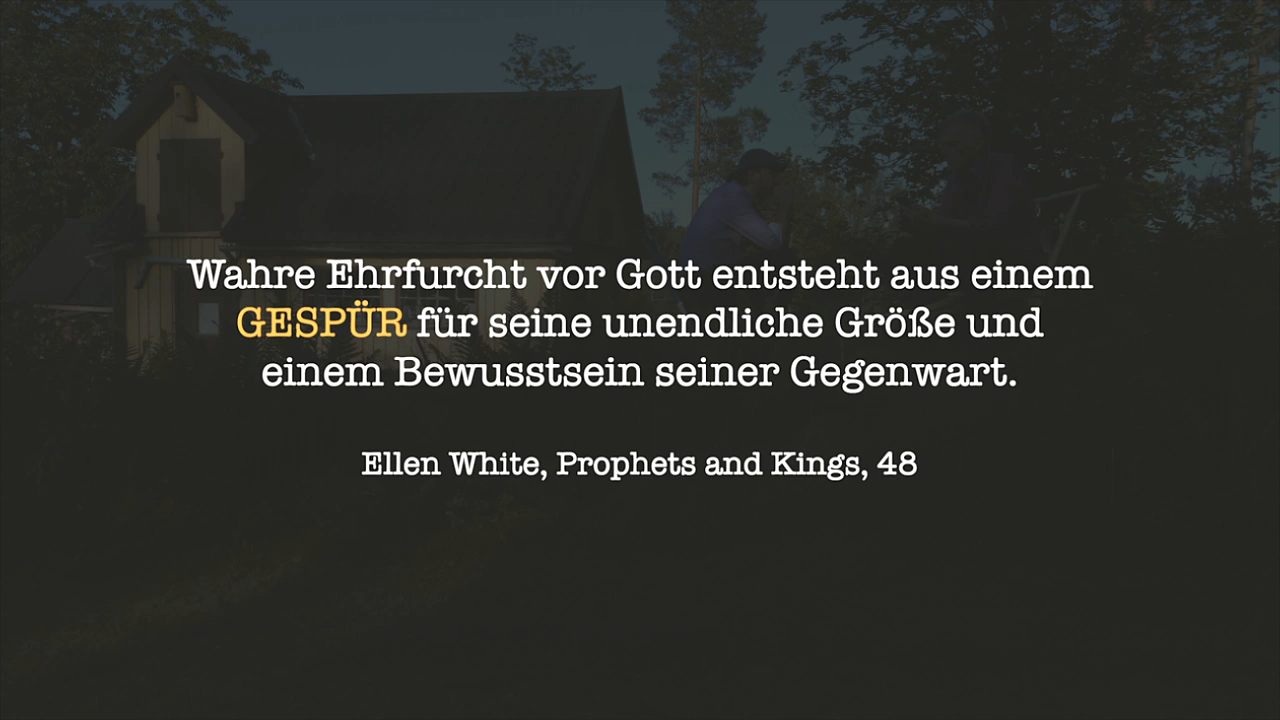 Wahre Ehrfurcht vor Gott entsteht aus einem
GESPÜR für seine unendliche Größe und
einem Bewusstsein seiner Gegenwart.
Ellen White, Prophets and Kings, 48